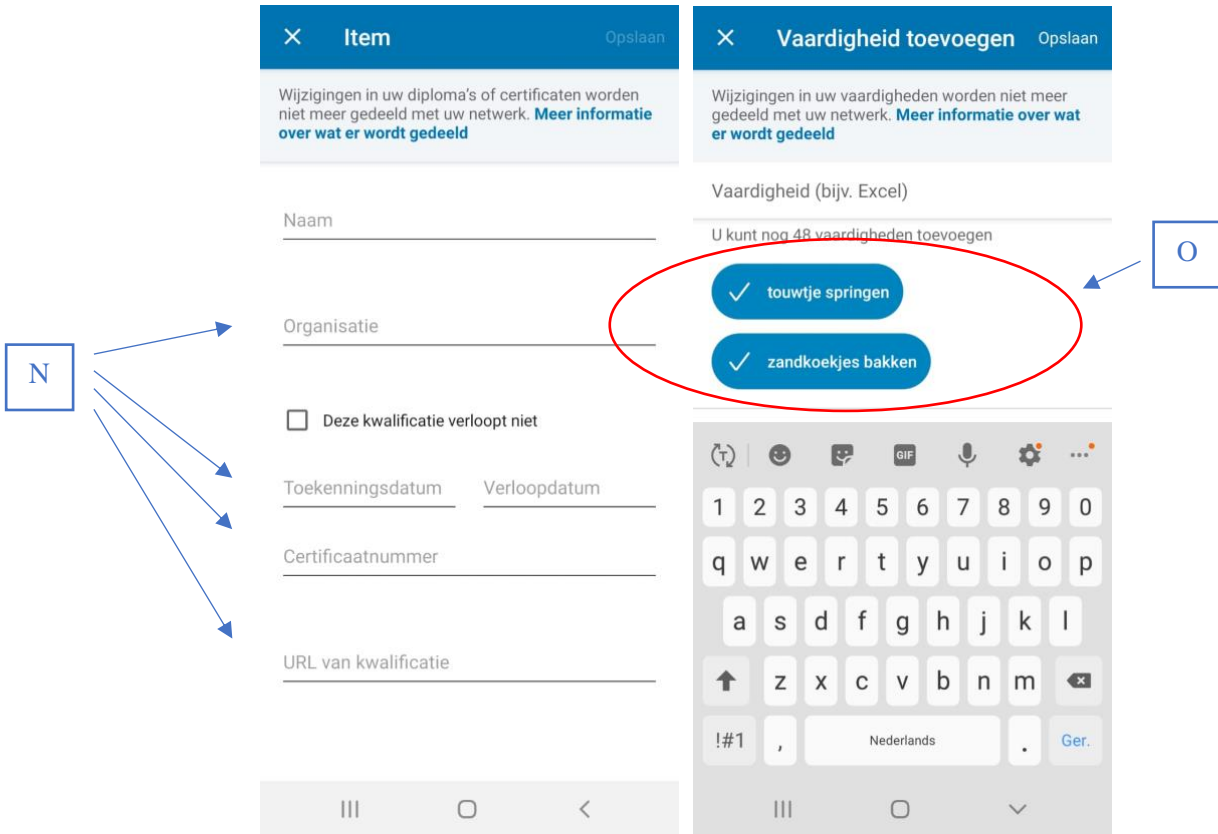 Item
Opslaan
Wijzigingen in uw diploma's of certificaten worden
niet meer gedeeld met uw netwerk. Meer informatie
over wat er wordt gedeeld
Naam
Organisatie
Deze kwalificatie verloopt niet
Toekenningsdatum Verloopdatum
Certificaatnummer
URL van kwalificatie
N
Vaardigheid toevoegen
Opslaan
Wijzigingen in uw vaardigheden worden niet meer
gedeeld met uw netwerk. Meer informatie over wat
er wordt gedeeld
Vaardigheid (bijv. Excel)
U kunt nog 48 vaardigheden toevoegen
touwtje springen
zandkoekjes bakken
O
T GIF
1 2 3 4 5 6 7 8 9 0
q w e r t y u i o p
a s d f g h j k l
z x c v b n m
!#1 , Nederlands . Ger.